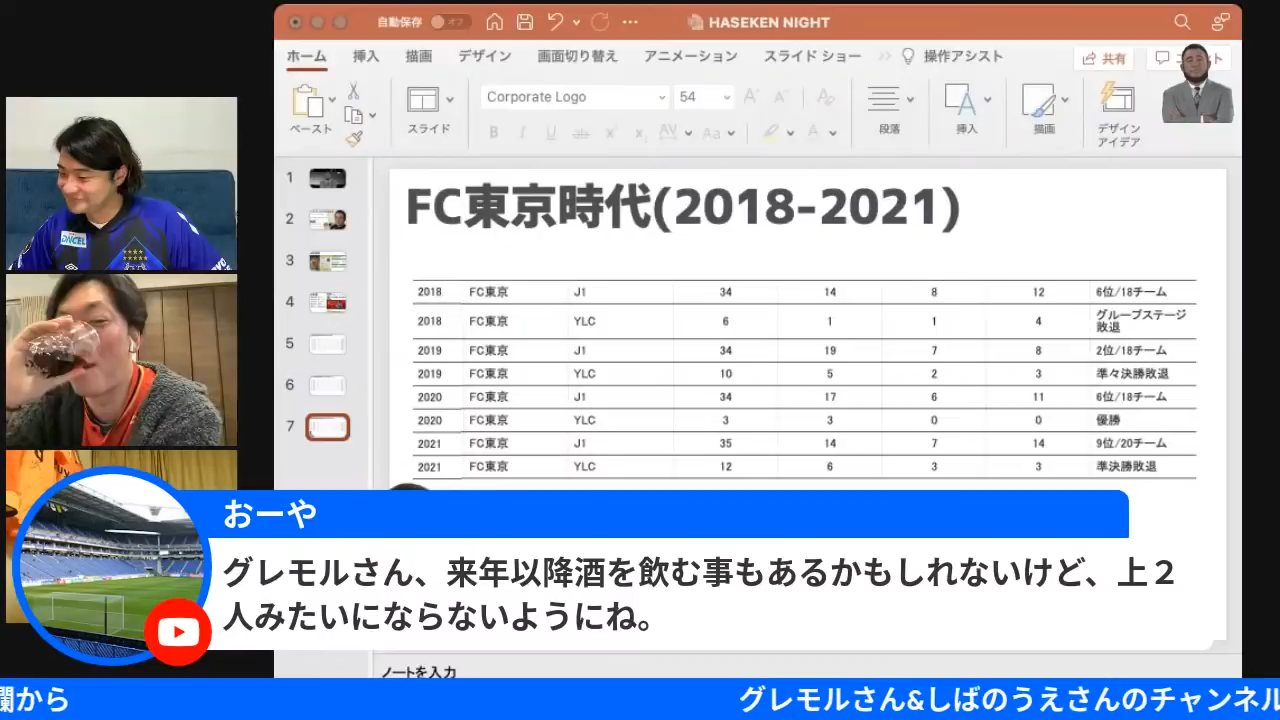 自動保存 オフ
HASEKEN NIGHT
ホーム 挿入 描画 デザイン 画面切り替え アニメーション スライド ショー 操作アシスト 共有
ペースト スライド Corporate Logo 54 段落 挿入 描画 デザイン アイデア
B I U ab x² x₂ AV Aa A
1
2
3
4
5
6
7
FC東京時代(2018-2021)
2018 FC東京 J1 34 14 8 12 6位/18チーム
2018 FC東京 YLC 6 1 1 4 グループステージ敗退
2019 FC東京 J1 34 19 7 8 2位/18チーム
2019 FC東京 YLC 10 5 2 3 準々決勝敗退
2020 FC東京 J1 34 17 6 11 6位/18チーム
2020 FC東京 YLC 3 3 0 0 優勝
2021 FC東京 J1 35 14 7 14 9位/20チーム
2021 FC東京 YLC 12 6 3 3 準決勝敗退
おーや
グレモルさん、来年以降酒を飲む事もあるかもしれないけど、上2
人みたいにならないようにね。
ノートを入力
欄から グレモルさん&しばのうえさんのチャンネル